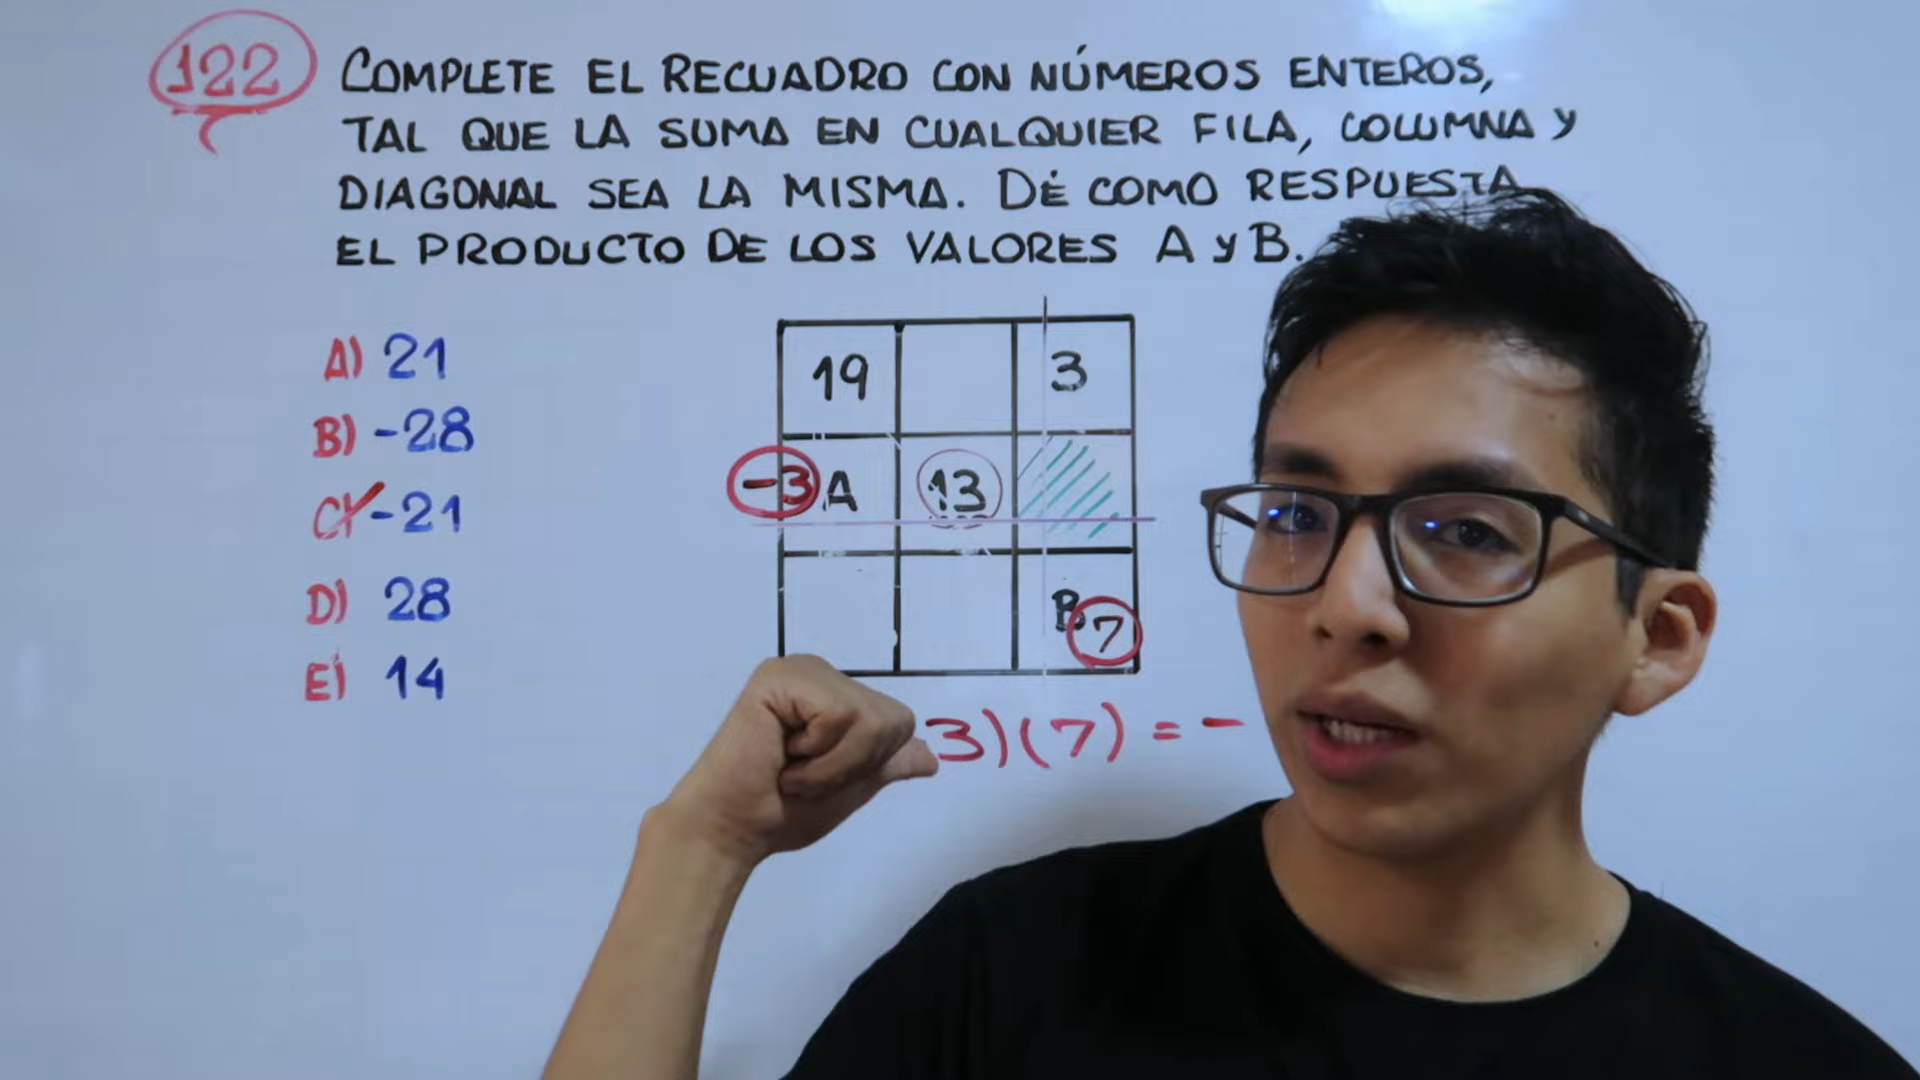 122
COMPLETE EL RECUADRO CON NÚMEROS ENTEROS,
TAL QUE LA SUMA EN CUALQUIER FILA, COLUMNA Y
DIAGONAL SEA LA MISMA. DÉ COMO RESPUESTA
EL PRODUCTO DE LOS VALORES A Y B.
A) 21
B) -28
C) -21
D) 28
E) 14
19 3
-3 A 13
B 7
3)(7) = -